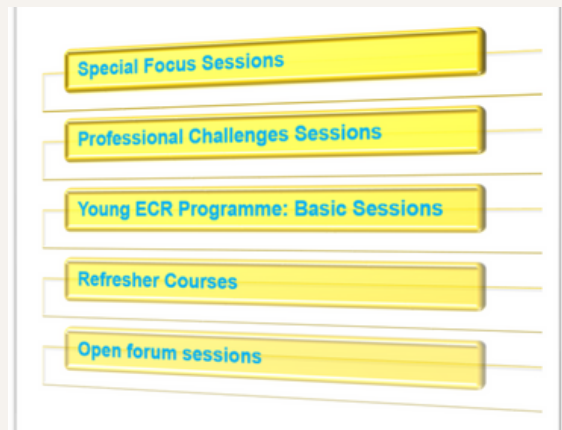 Special Focus Sessions
Professional Challenges Sessions
Young ECR Programme: Basic Sessions
Refresher Courses
Open forum sessions